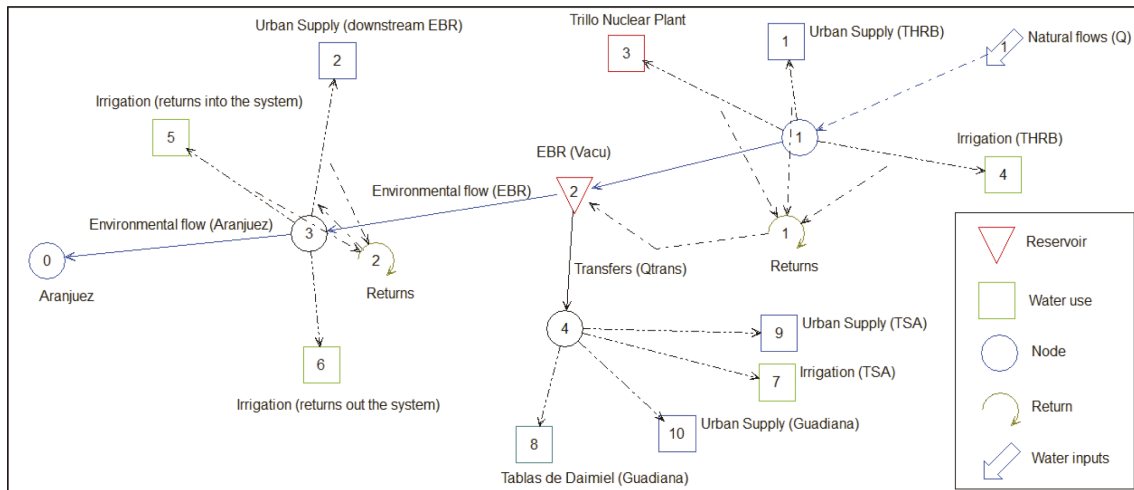 Urban Supply (downstream EBR)
2
Trillo Nuclear Plant
3
Urban Supply (THRB)
1
Natural flows (Q)
1
Irrigation (returns into the system)
5
1
Irrigation (THRB)
4
EBR (Vacu)
2
Environmental flow (EBR)
Environmental flow (Aranjuez)
3
1
2
0
Transfers (Qtrans)
Returns
Returns
Aranjuez
4
Urban Supply (TSA)
9
Irrigation (TSA)
7
6
Irrigation (returns out the system)
Urban Supply (Guadiana)
10
8
Tablas de Daimiel (Guadiana)
Reservoir
Water use
Node
Return
Water inputs